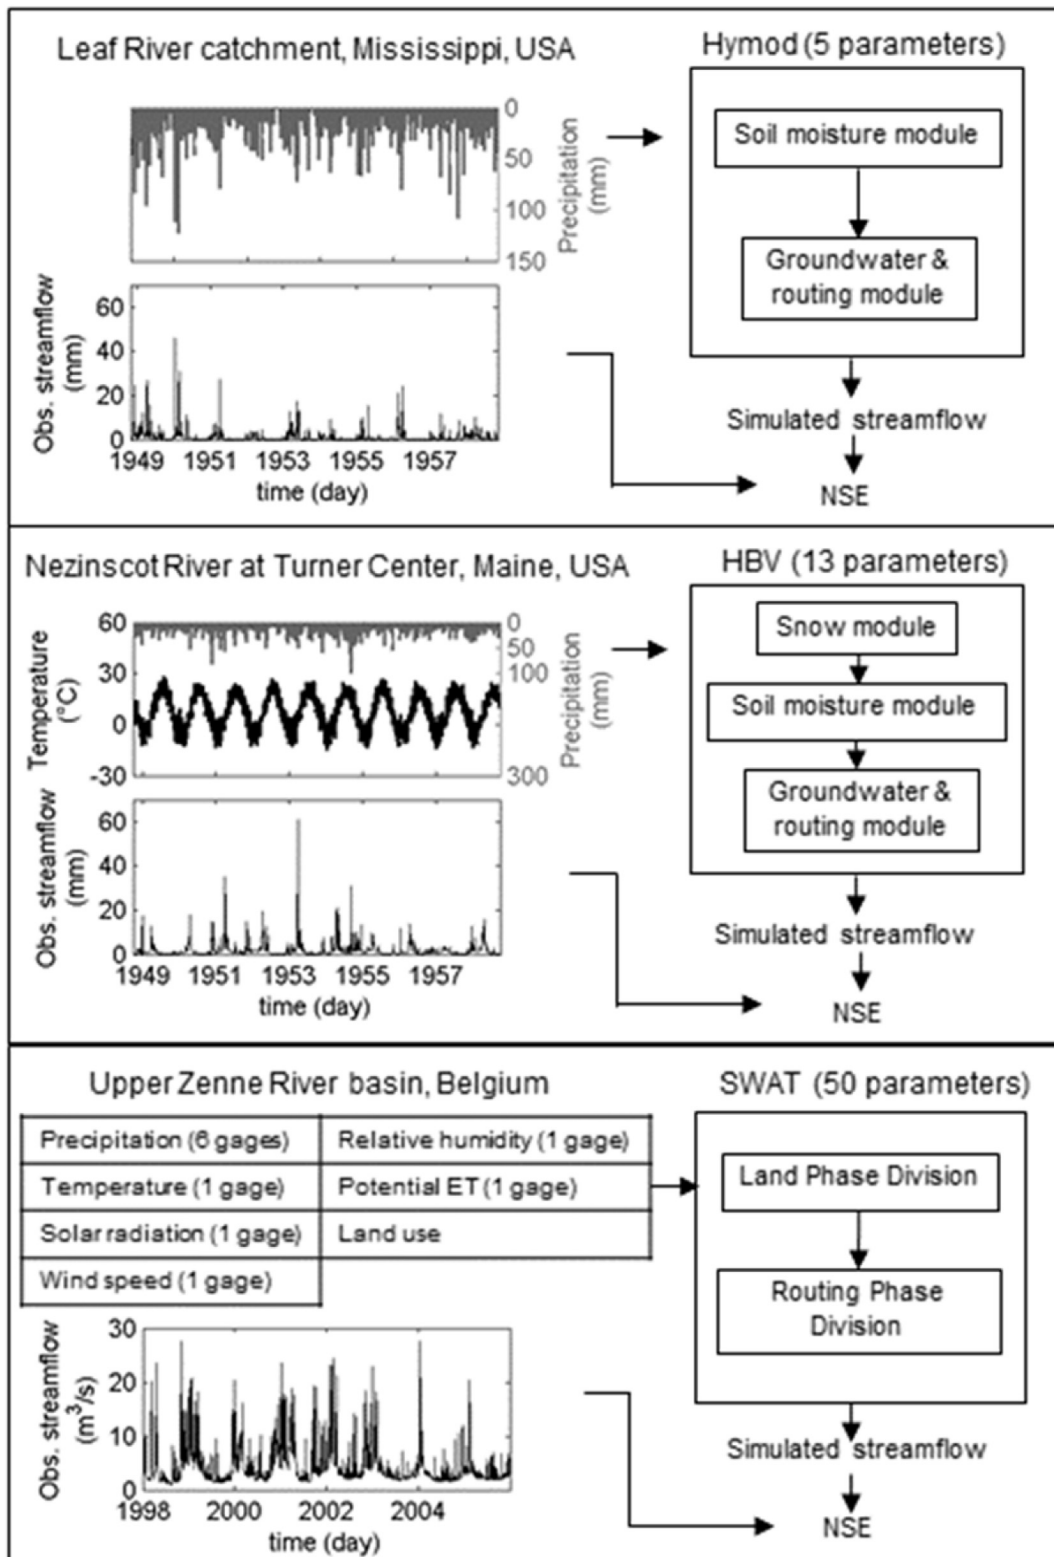 Leaf River catchment, Mississippi, USA
Hymod (5 parameters)
0
50
100
150
Precipitation
(mm)
Soil moisture module
Groundwater &
routing module
Obs. streamflow
(mm)
60
40
20
0
1949 1951 1953 1955 1957
time (day)
Simulated streamflow
NSE
Nezinscot River at Turner Center, Maine, USA
HBV (13 parameters)
Temperature
(°C)
60
30
0
-30
0
50
100
300
Precipitation
(mm)
Snow module
Soil moisture module
Groundwater &
routing module
Obs. streamflow
(mm)
60
40
20
0
1949 1951 1953 1955 1957
time (day)
Simulated streamflow
NSE
Upper Zenne River basin, Belgium
SWAT (50 parameters)
Precipitation (6 gages) Relative humidity (1 gage)
Temperature (1 gage) Potential ET (1 gage)
Solar radiation (1 gage) Land use
Wind speed (1 gage)
Land Phase Division
Routing Phase
Division
Obs. streamflow
(m³/s)
30
20
10
0
1998 2000 2002 2004
time (day)
Simulated streamflow
NSE